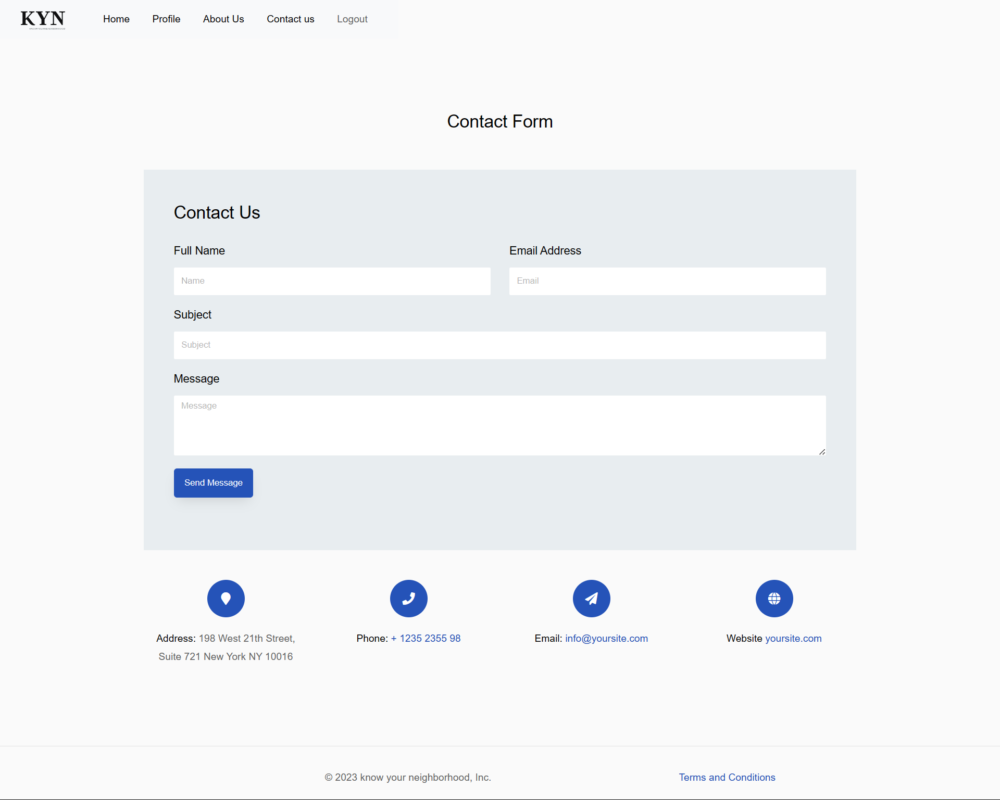 KYN
KNOWYOURNEIGHBORHOOD
Home
Profile
About Us
Contact us
Logout
Contact Form
Contact Us
Full Name
Email Address
Name
Email
Subject
Subject
Message
Message
Send Message
Address: 198 West 21th Street,
Suite 721 New York NY 10016
Phone: + 1235 2355 98
Email: info@yoursite.com
Website yoursite.com
© 2023 know your neighborhood, Inc.
Terms and Conditions